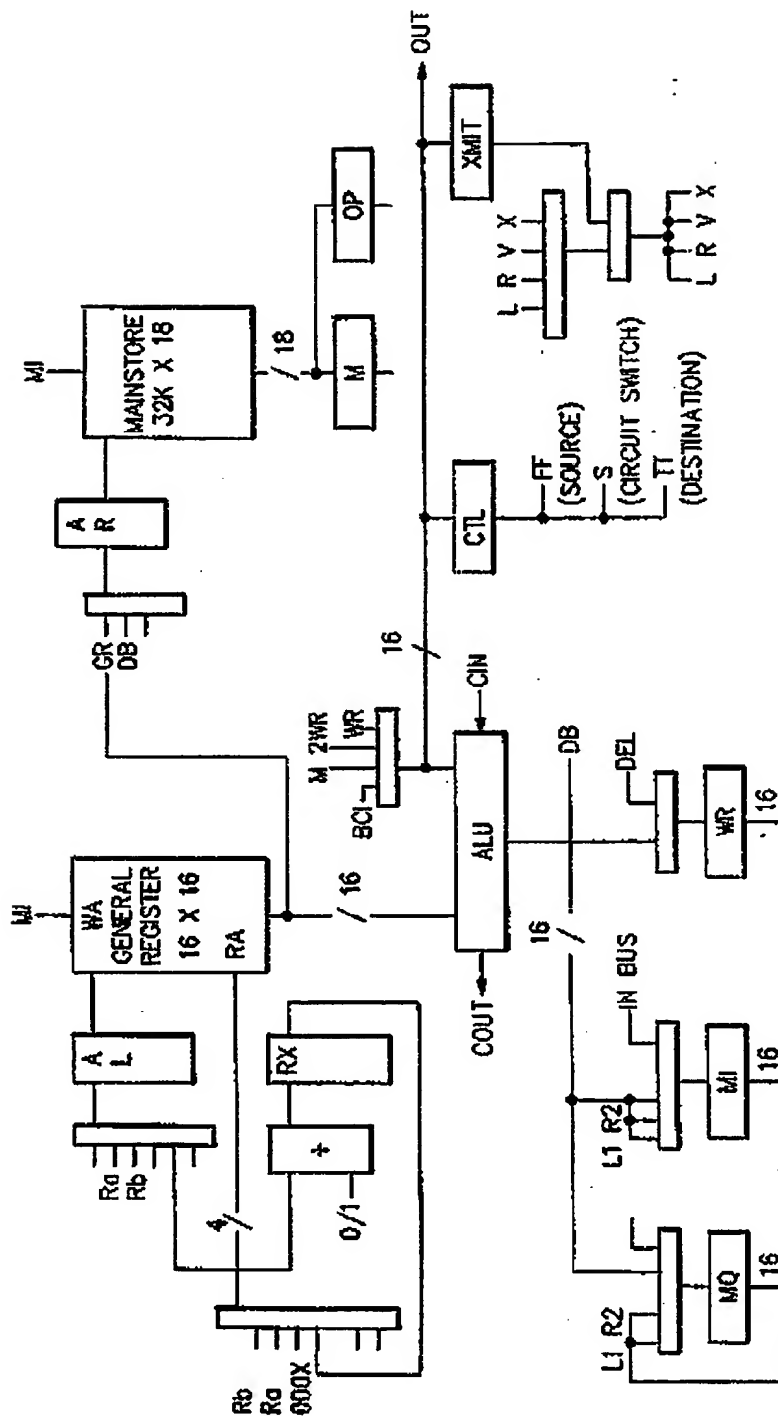 MI
WA
GENERAL
REGISTER
16 X 16
RA
A
L
Ra
Rb
RX
0/1
4
Rb
Ra
000X
MI
MAINSTORE
32K X 18
18
A
R
GR
DB
M
OP
M 2WR WR
BCI
16
16
ALU
CIN
COUT
OUT
XMIT
L R V X
L R V X
CTL
FF
(SOURCE)
S
(CIRCUIT SWITCH)
TT
(DESTINATION)
DB
16
DEL
WR
16
IN BUS
L1 R2
MI
16
L1 R2
MQ
16